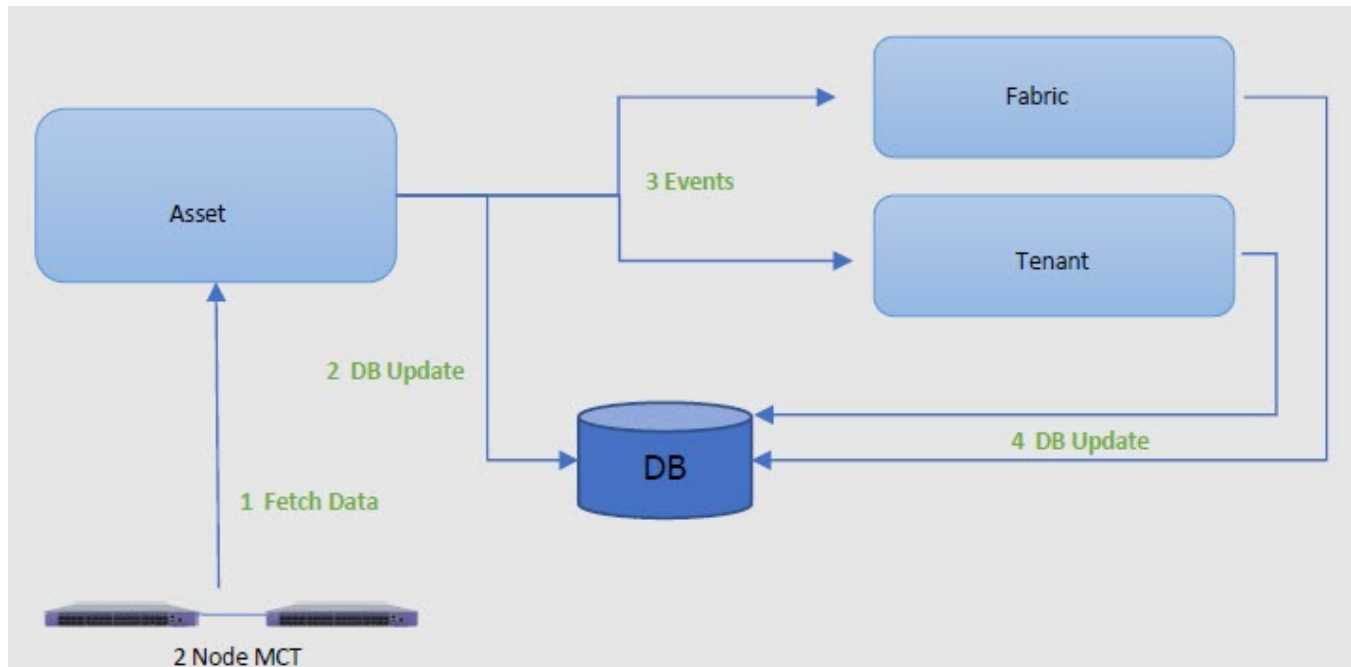 Fabric
Asset
3 Events
Tenant
2 DB Update
DB
4 DB Update
1 Fetch Data
2 Node MCT